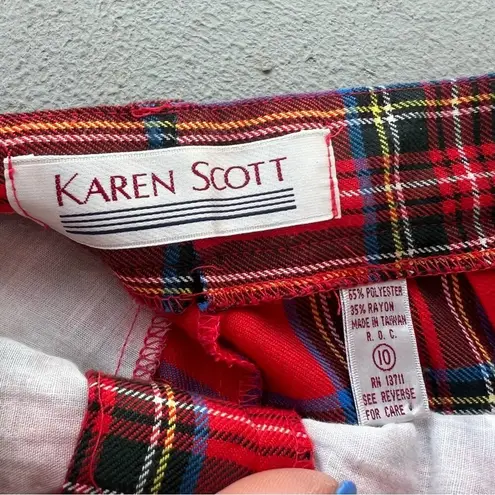 KAREN SCOTT
65% POLYESTER
35% RAYON
MADE IN TAIWAN
R. O. C.
10
RN 13711
SEE REVERSE
FOR CARE